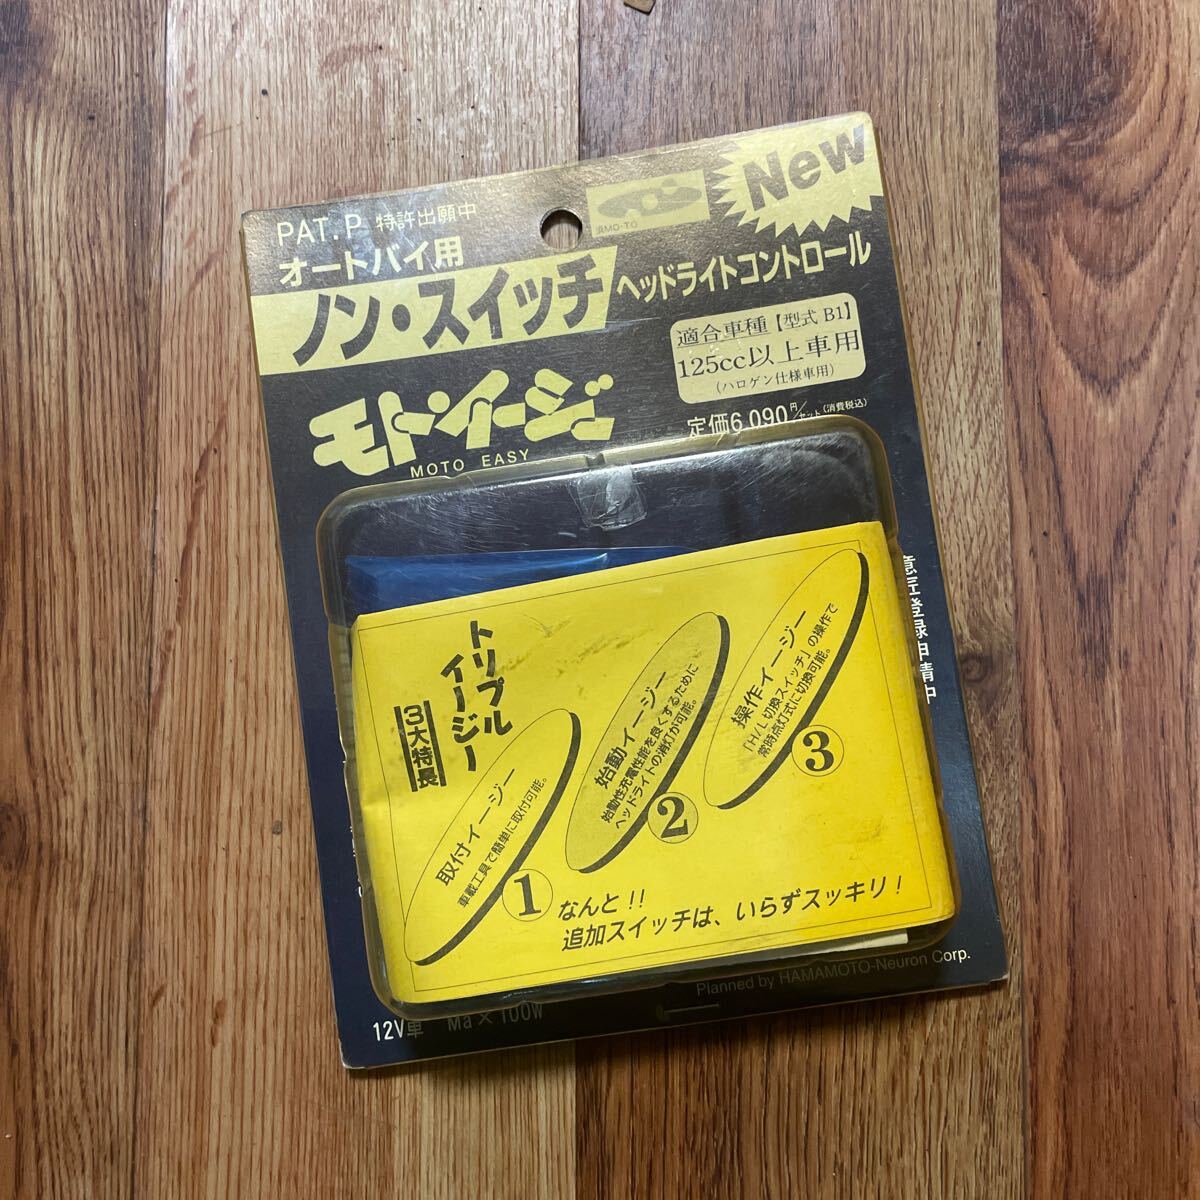 PAT.P 特許出願中
オートバイ用
ノン・スイッチ ヘッドライトコントロール
New
適合車種【型式 B1】
125cc以上車用
(ハロゲン仕様車用)
定価6,090円/セット(消費税込)
モトイージー
MOTO EASY
意匠登録申請中
トリプル
イージー
3大特長
取付イージー
車載工具で簡単に取付可能。
①
始動イージー
始動性充電性能を良くするために
ヘッドライトの消灯が可能。
②
操作イージー
「H/L切換スイッチ」の操作で
常時点灯式に切換可能。
③
なんと!!
追加スイッチは、いらずスッキリ!
Planned by HAMAMOTO-Neuron Corp.
12V車 Ma×100W